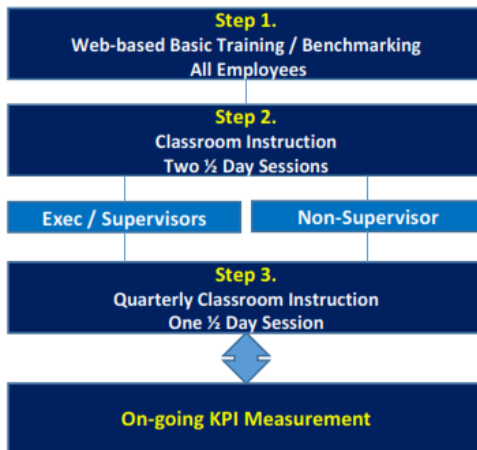 Step 1.
Web-based Basic Training / Benchmarking
All Employees
Step 2.
Classroom Instruction
Two ½ Day Sessions
Exec / Supervisors
Non-Supervisor
Step 3.
Quarterly Classroom Instruction
One ½ Day Session
On-going KPI Measurement